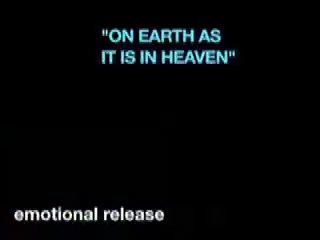 "ON EARTH AS
IT IS IN HEAVEN"
emotional release